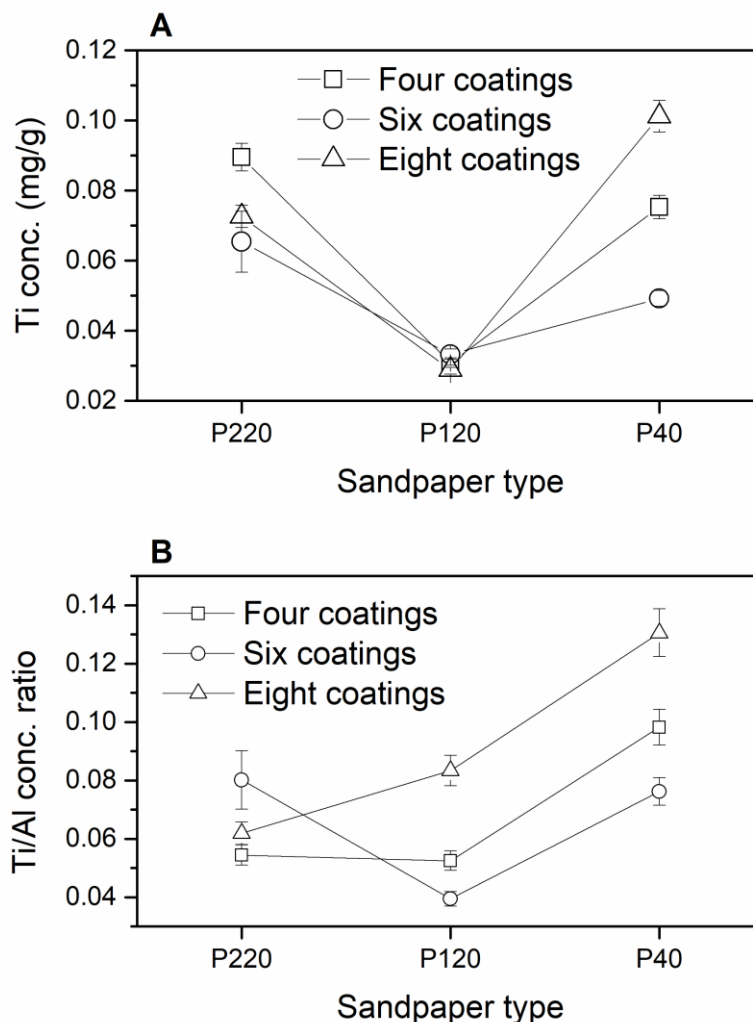 A
Four coatings
Six coatings
Eight coatings
0.12
0.10
0.08
0.06
0.04
0.02
Ti conc. (mg/g)
P220 P120 P40
Sandpaper type
B
Four coatings
Six coatings
Eight coatings
0.14
0.12
0.10
0.08
0.06
0.04
Ti/Al conc. ratio
P220 P120 P40
Sandpaper type